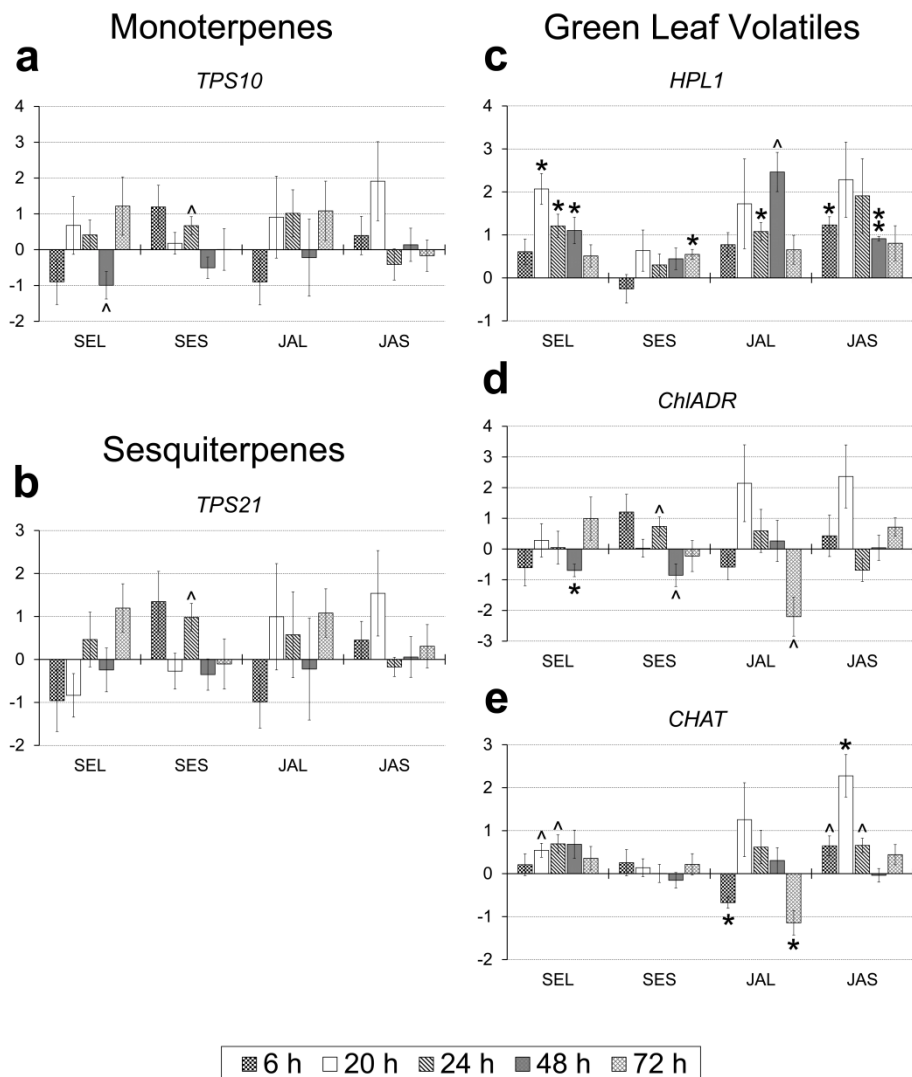 Monoterpenes
a
TPS10
4
3
2
1
0
-1
-2
^
^
SEL SES JAL JAS
Sesquiterpenes
b
TPS21
3
2
1
0
-1
-2
^
SEL SES JAL JAS
Green Leaf Volatiles
c
HPL1
4
3
2
1
0
-1
* * * * * ^ * * *
SEL SES JAL JAS
d
ChlADR
4
3
2
1
0
-1
-2
-3
* ^ ^ ^
SEL SES JAL JAS
e
CHAT
3
2
1
0
-1
-2
^ ^ * * ^ * ^
SEL SES JAL JAS
6 h 20 h 24 h 48 h 72 h